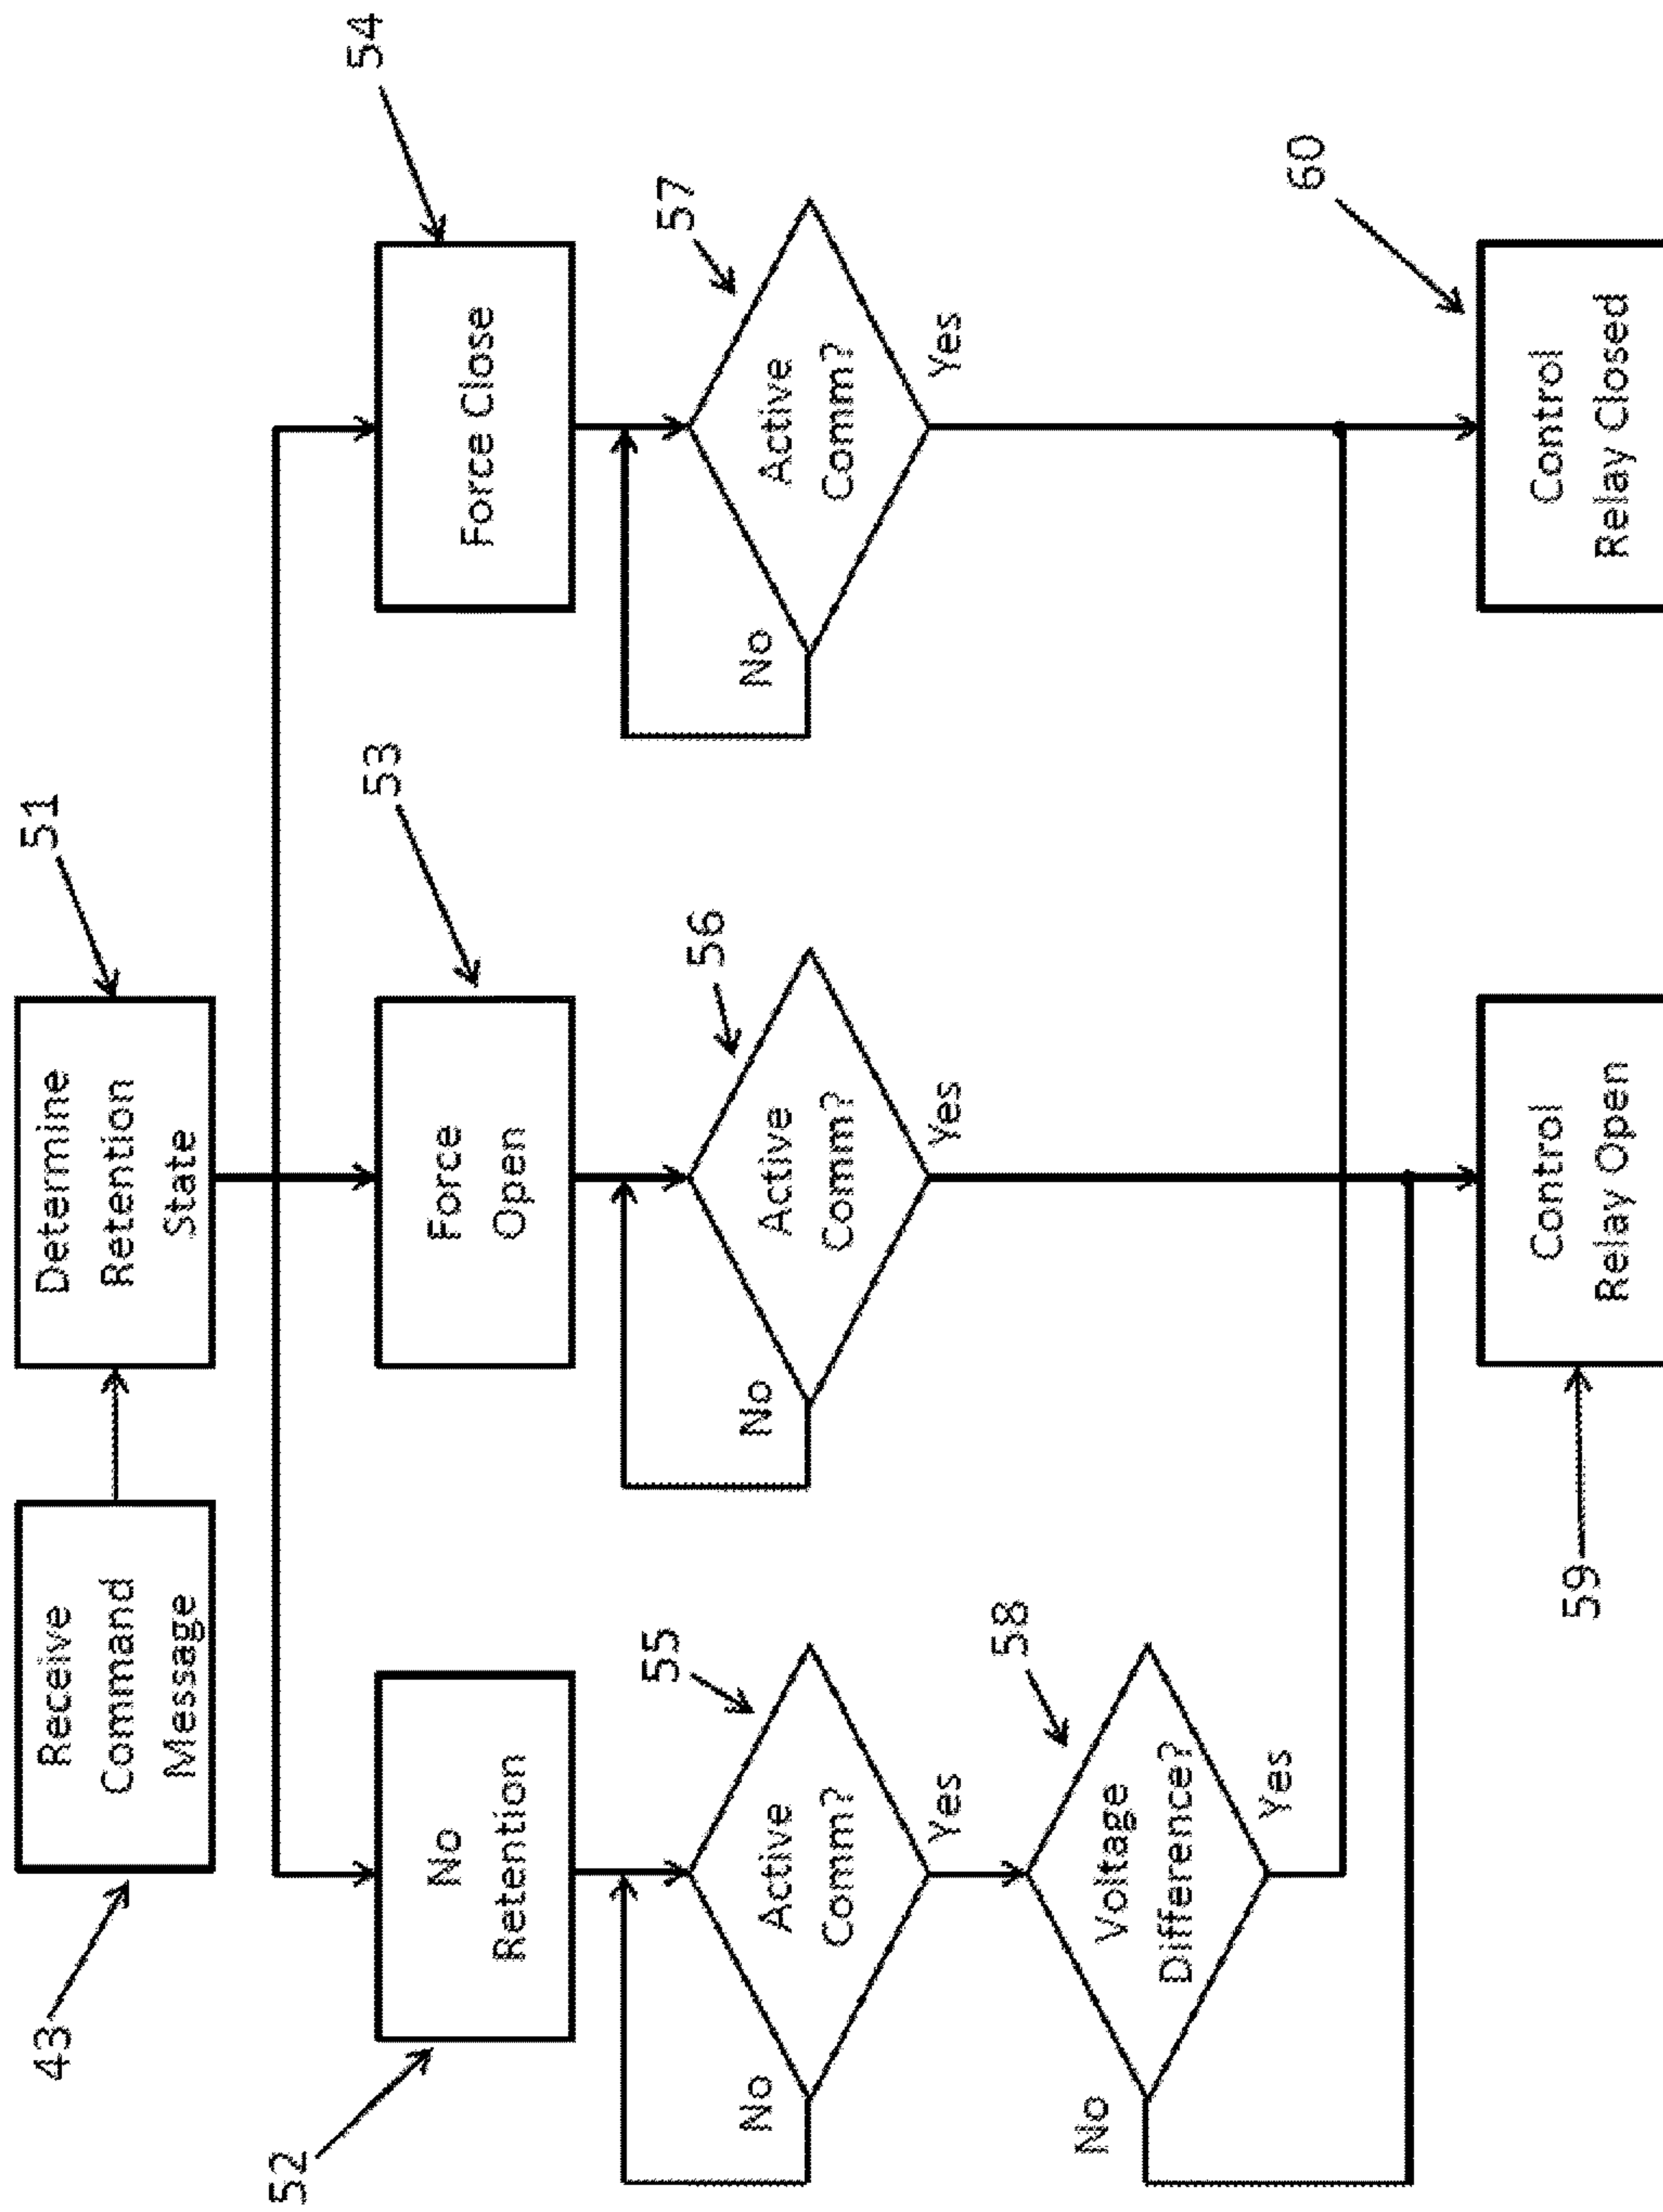 43
Receive
Command
Message
51
Determine
Retention
State
52
No
Retention
53
Force
Open
54
Force Close
55
Active
Comm?
No
Yes
56
Active
Comm?
No
Yes
57
Active
Comm?
No
Yes
58
Voltage
Difference?
No
Yes
59
Control
Relay Open
60
Control
Relay Closed